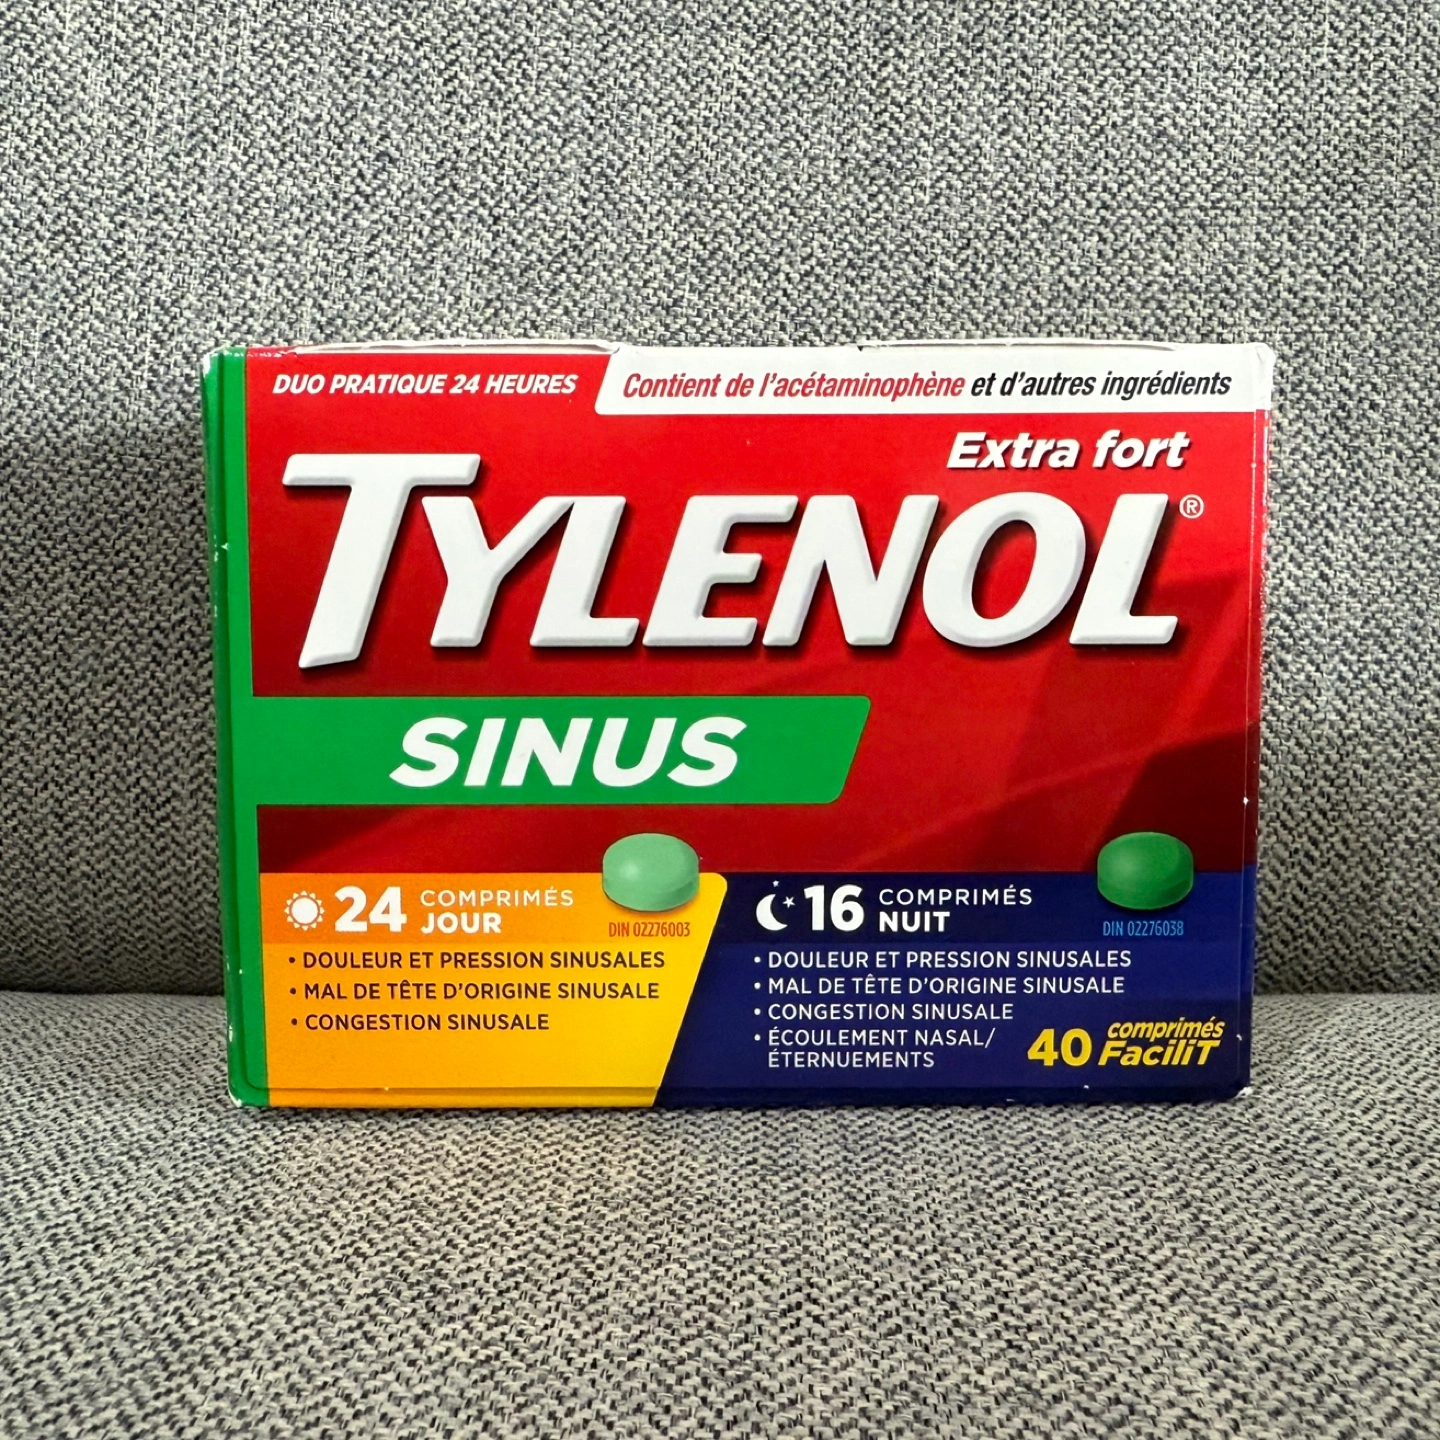 DUO PRATIQUE 24 HEURES
Contient de l'acétaminophène et d'autres ingrédients
Extra fort
TYLENOL®
SINUS
24 COMPRIMÉS
JOUR
DIN 02276003
• DOULEUR ET PRESSION SINUSALES
• MAL DE TÊTE D'ORIGINE SINUSALE
• CONGESTION SINUSALE
16 COMPRIMÉS
NUIT
DIN 02276038
• DOULEUR ET PRESSION SINUSALES
• MAL DE TÊTE D'ORIGINE SINUSALE
• CONGESTION SINUSALE
• ÉCOULEMENT NASAL/
ÉTERNUEMENTS
40 comprimés
FaciliT